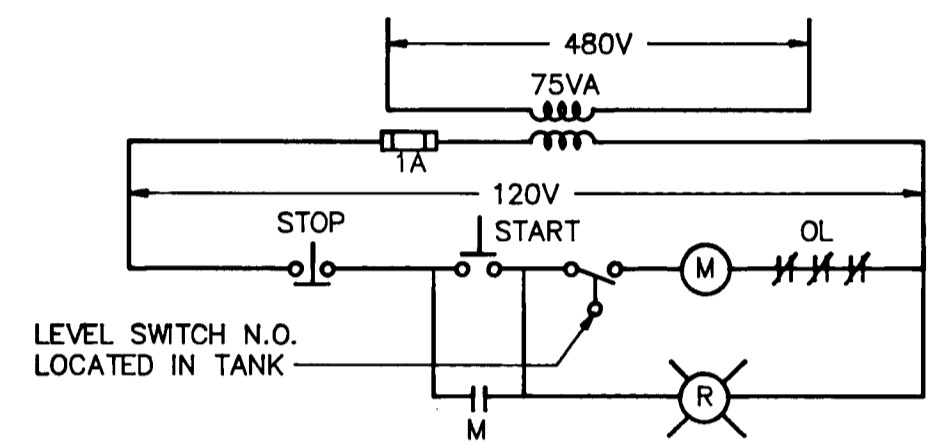 480V
75VA
1A
120V
STOP
START
OL
M
LEVEL SWITCH N.O.
LOCATED IN TANK
R
M